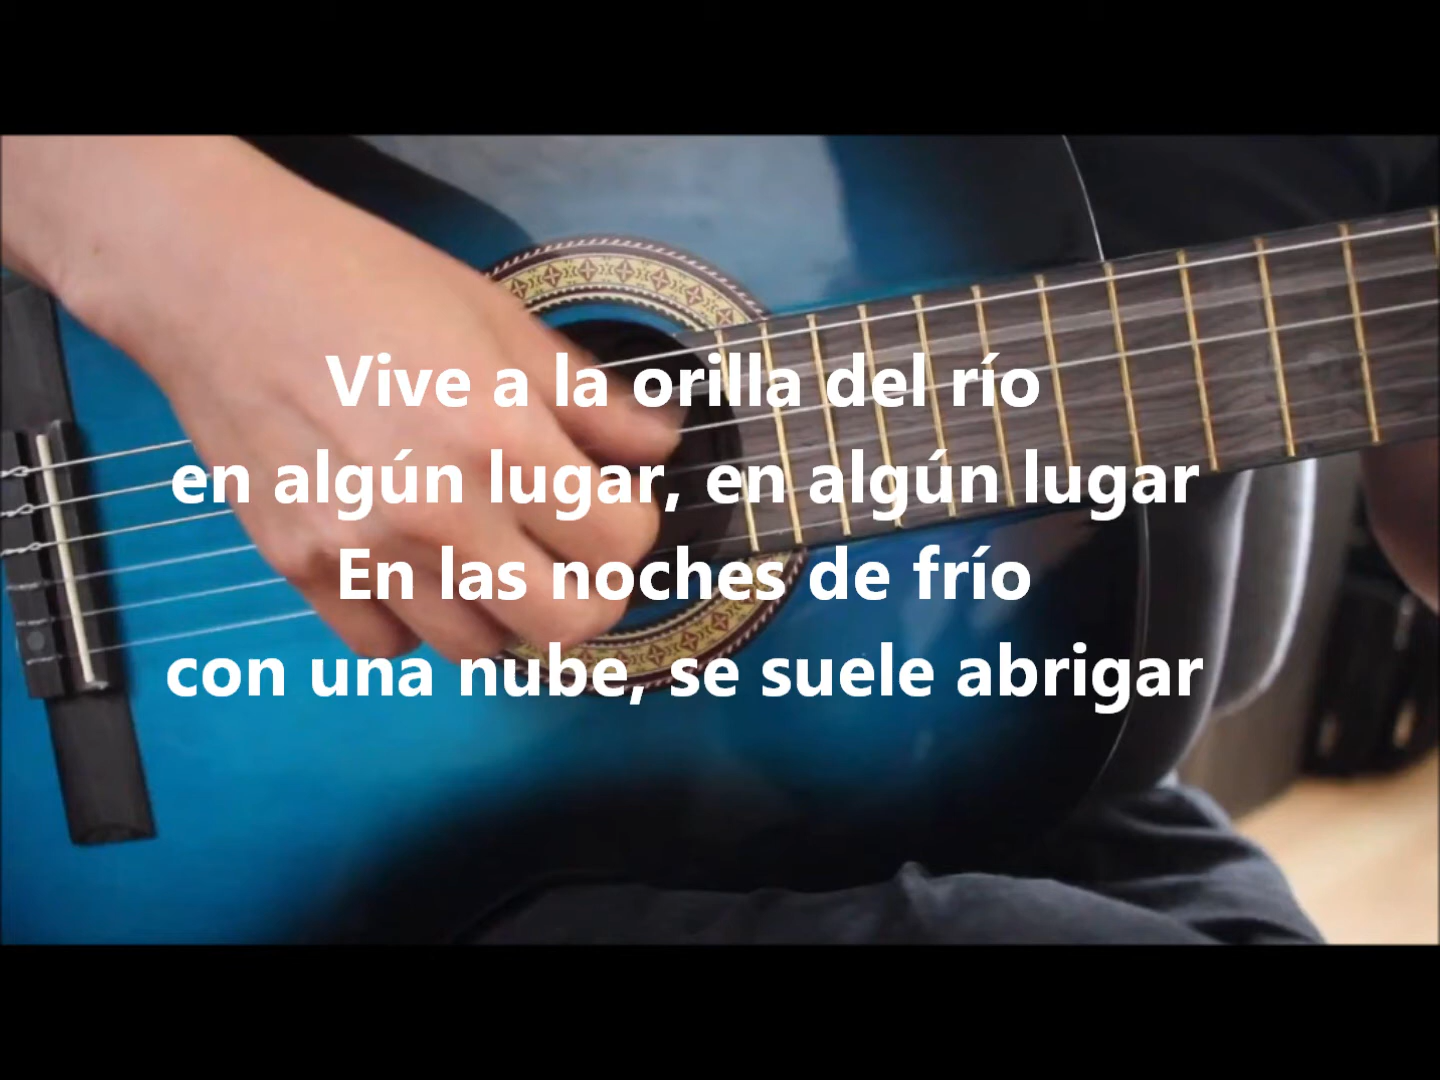 Vive a la orilla del río
en algún lugar, en algún lugar
En las noches de frío
con una nube, se suele abrigar